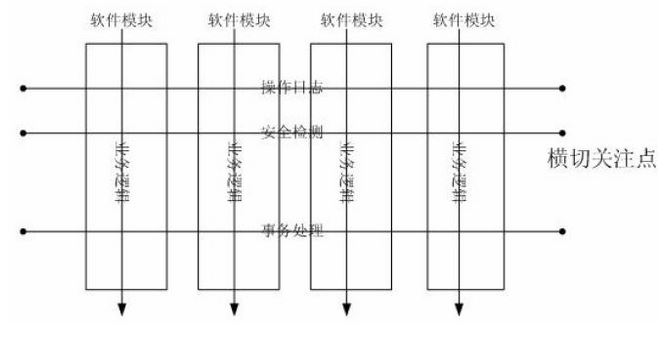 软件模块 软件模块 软件模块 软件模块
操作日志
安全检测
业务逻辑 业务逻辑 业务逻辑 业务逻辑
横切关注点
事务处理